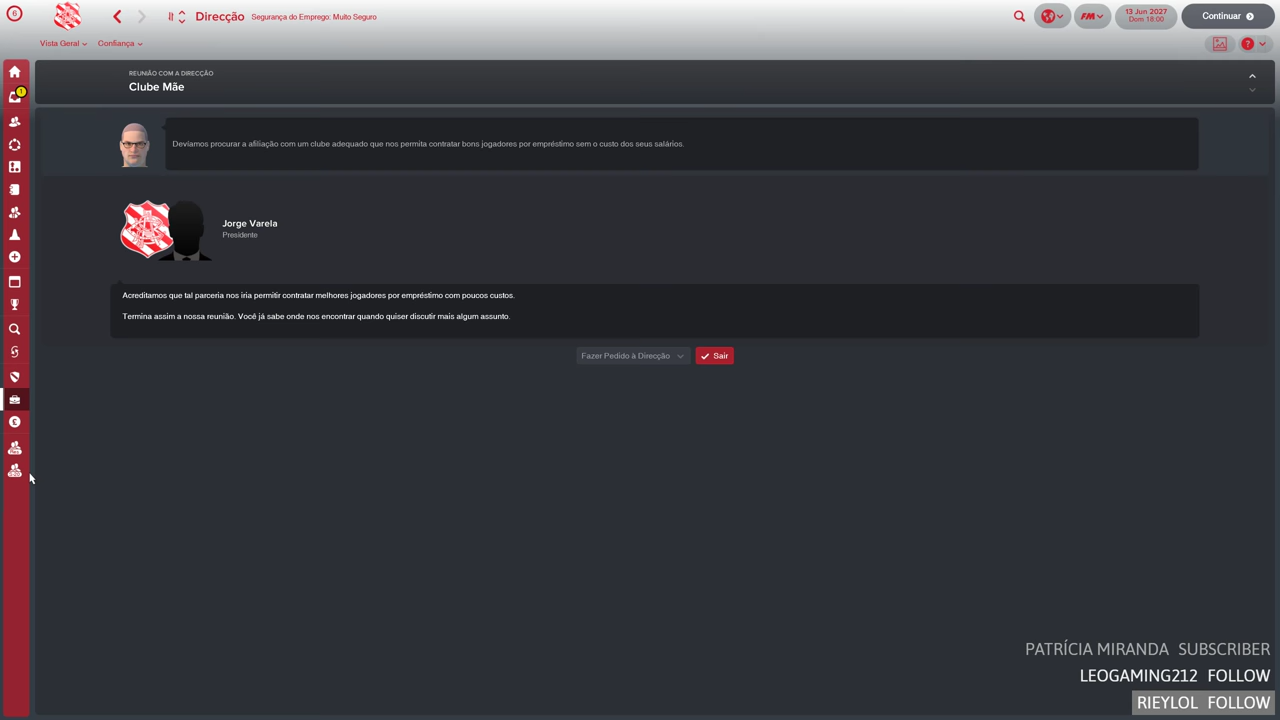 6
Direcção
Segurança do Emprego: Muito Seguro
FM
13 Jun 2027
Dom 18:00
Continuar
Vista Geral
Confiança
?
1
REUNIÃO COM A DIRECÇÃO
Clube Mãe
Devíamos procurar a afiliação com um clube adequado que nos permita contratar bons jogadores por empréstimo sem o custo dos seus salários.
Jorge Varela
Presidente
Acreditamos que tal parceria nos iria permitir contratar melhores jogadores por empréstimo com poucos custos.
Termina assim a nossa reunião. Você já sabe onde nos encontrar quando quiser discutir mais algum assunto.
Fazer Pedido à Direcção
Sair
PATRÍCIA MIRANDA SUBSCRIBER
LEOGAMING212 FOLLOW
RIEYLOL FOLLOW